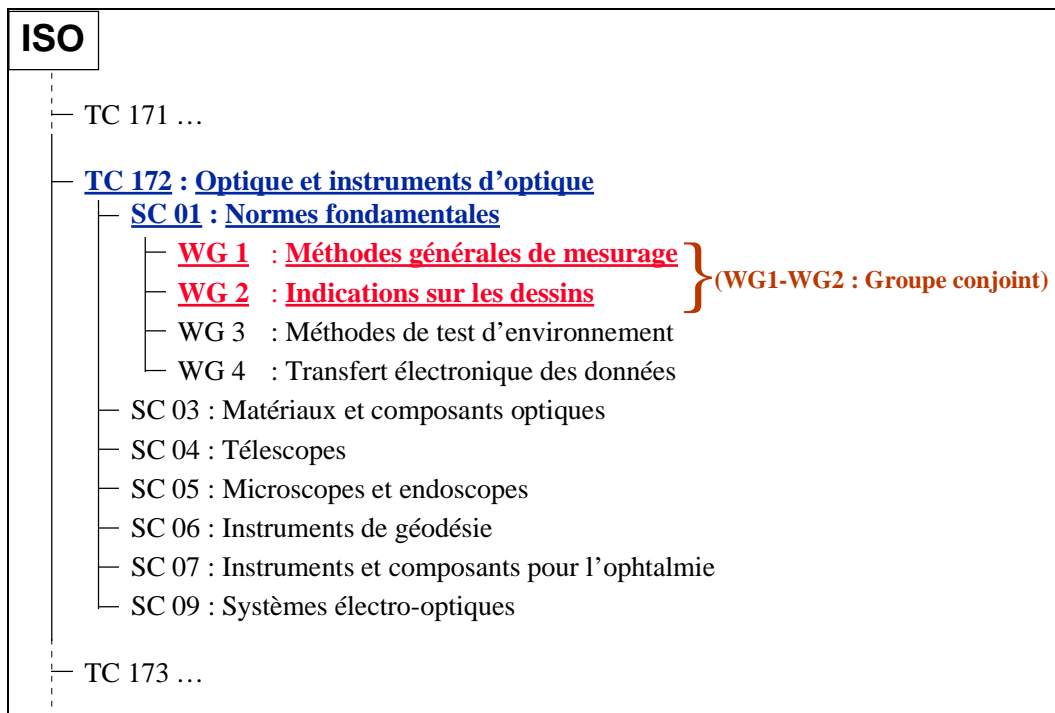 ISO
TC 171 …
TC 172 : Optique et instruments d’optique
SC 01 : Normes fondamentales
WG 1 : Méthodes générales de mesurage
WG 2 : Indications sur les dessins
(WG1-WG2 : Groupe conjoint)
WG 3 : Méthodes de test d’environnement
WG 4 : Transfert électronique des données
SC 03 : Matériaux et composants optiques
SC 04 : Télescopes
SC 05 : Microscopes et endoscopes
SC 06 : Instruments de géodésie
SC 07 : Instruments et composants pour l’ophtalmie
SC 09 : Systèmes électro-optiques
TC 173 …